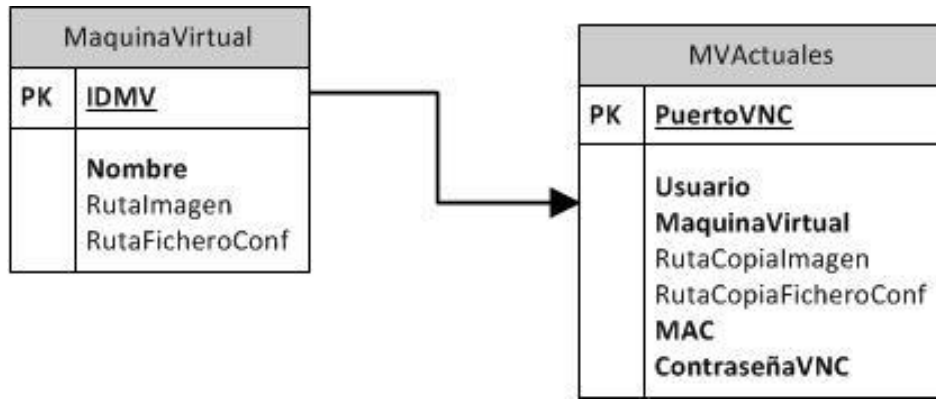 MaquinaVirtual
PK IDMV
Nombre
RutaImagen
RutaFicheroConf
MVActuales
PK PuertoVNC
Usuario
MaquinaVirtual
RutaCopiaImagen
RutaCopiaFicheroConf
MAC
ContraseñaVNC